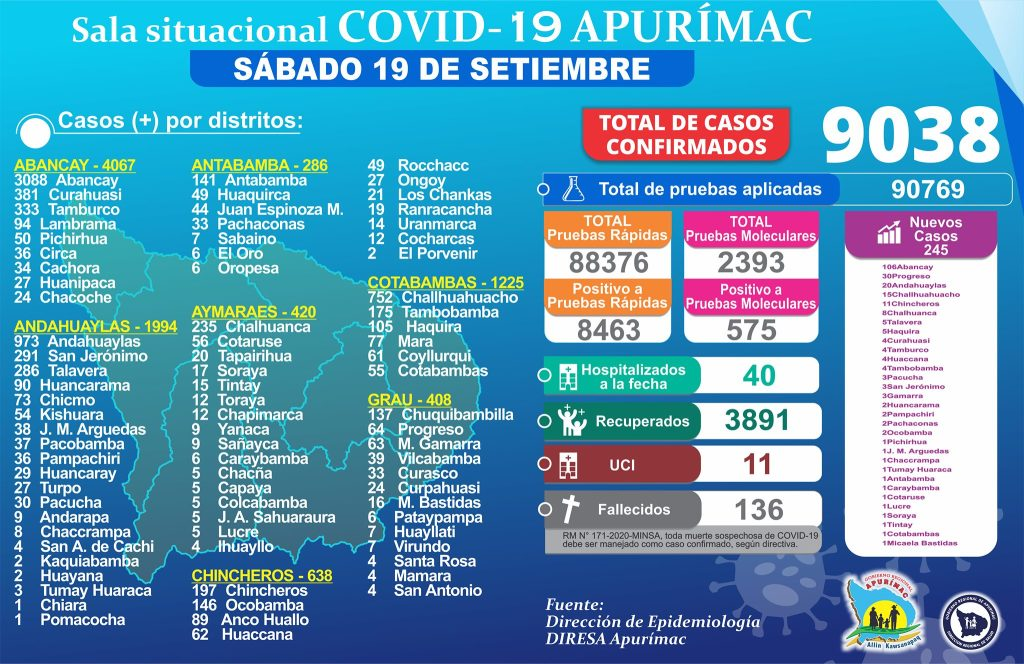 Sala situacional COVID-19 APURÍMAC
SÁBADO 19 DE SETIEMBRE
Casos (+) por distritos:
ABANCAY - 4067
3088 Abancay
381 Curahuasi
333 Tamburco
94 Lambrama
50 Pichirhua
36 Circa
34 Cachora
27 Huanipaca
24 Chacoche
ANDAHUAYLAS - 1994
973 Andahuaylas
291 San Jerónimo
286 Talavera
90 Huancarama
73 Chicmo
54 Kishuara
38 J. M. Arguedas
37 Pacobamba
36 Pampachiri
29 Huancaray
27 Turpo
30 Pacucha
9 Andarapa
8 Chaccrampa
4 San A. de Cachi
2 Kaquiabamba
2 Huayana
3 Tumay Huaraca
1 Chiara
1 Pomacocha
ANTABAMBA - 286
141 Antabamba
49 Huaquirca
44 Juan Espinoza M.
33 Pachaconas
7 Sabaino
6 El Oro
6 Oropesa
AYMARAES - 420
235 Chalhuanca
56 Cotaruse
20 Tapairihua
17 Soraya
15 Tintay
12 Toraya
12 Chapimarca
9 Yanaca
9 Sañayca
6 Caraybamba
5 Chacña
5 Capaya
5 Colcabamba
5 J. A. Sahuaraura
5 Lucre
4 Ihuayllo
CHINCHEROS - 638
197 Chincheros
146 Ocobamba
89 Anco Huallo
62 Huaccana
49 Rocchacc
27 Ongoy
21 Los Chankas
19 Ranracancha
14 Uranmarca
12 Cocharcas
2 El Porvenir
COTABAMBAS - 1225
752 Challhuahuacho
175 Tambobamba
105 Haquira
77 Mara
61 Coyllurqui
55 Cotabambas
GRAU - 408
137 Chuquibambilla
64 Progreso
63 M. Gamarra
39 Vilcabamba
33 Curasco
24 Curpahuasi
16 M. Bastidas
6 Pataypampa
7 Huayllati
7 Virundo
4 Santa Rosa
4 Mamara
4 San Antonio
TOTAL DE CASOS
CONFIRMADOS
9038
Total de pruebas aplicadas
90769
TOTAL
Pruebas Rápidas
88376
Positivo a
Pruebas Rápidas
8463
TOTAL
Pruebas Moleculares
2393
Positivo a
Pruebas Moleculares
575
Hospitalizados
a la fecha
40
Recuperados
3891
UCI
11
Fallecidos
136
RM N° 171-2020-MINSA, toda muerte sospechosa de COVID-19
debe ser manejado como caso confirmado, según directiva.
Nuevos
Casos
245
106Abancay
30Progreso
20Andahuaylas
15Challhuahuacho
11Chincheros
8Chalhuanca
5Talavera
5Haquira
4Curahuasi
4Tamburco
4Huaccana
4Tambobamba
3Pacucha
3San Jerónimo
3Gamarra
2Huancarama
2Pampachiri
2Pachaconas
2Ocobamba
1Pichirhua
1J. M. Arguedas
1Chaccrampa
1Tumay Huaraca
1Antabamba
1Caraybamba
1Cotaruse
1Lucre
1Soraya
1Tintay
1Cotabambas
1Micaela Bastidas
Fuente:
Dirección de Epidemiología
DIRESA Apurímac
GOBIERNO REGIONAL
APURÍMAC
Allin Kawsanapaq
GOBIERNO REGIONAL DE APURIMAC
DIRECCION REGIONAL DE SALUD